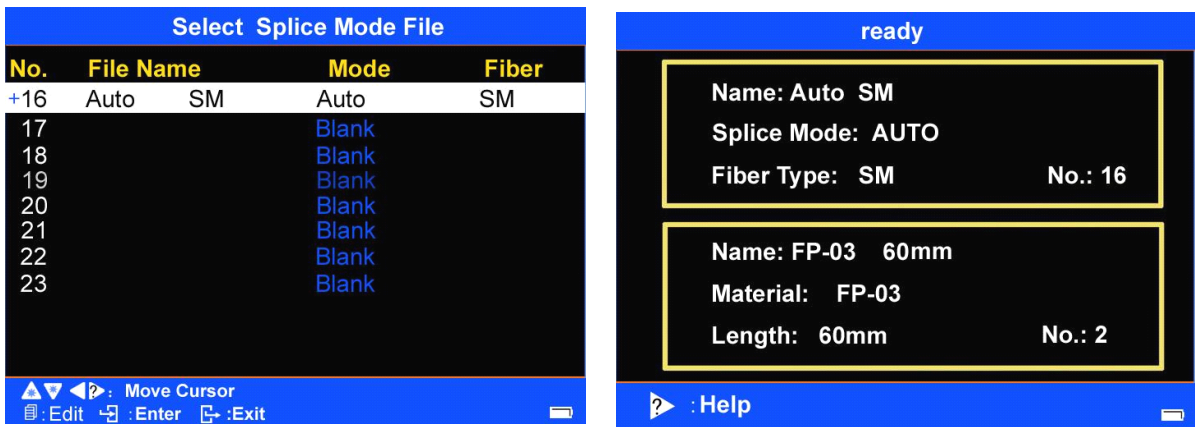 Select Splice Mode File
No. File Name Mode Fiber
+16 Auto SM Auto SM
17 Blank
18 Blank
19 Blank
20 Blank
21 Blank
22 Blank
23 Blank
?: Move Cursor
:Edit :Enter :Exit
ready
Name: Auto SM
Splice Mode: AUTO
Fiber Type: SM No.: 16
Name: FP-03 60mm
Material: FP-03
Length: 60mm No.: 2
? :Help